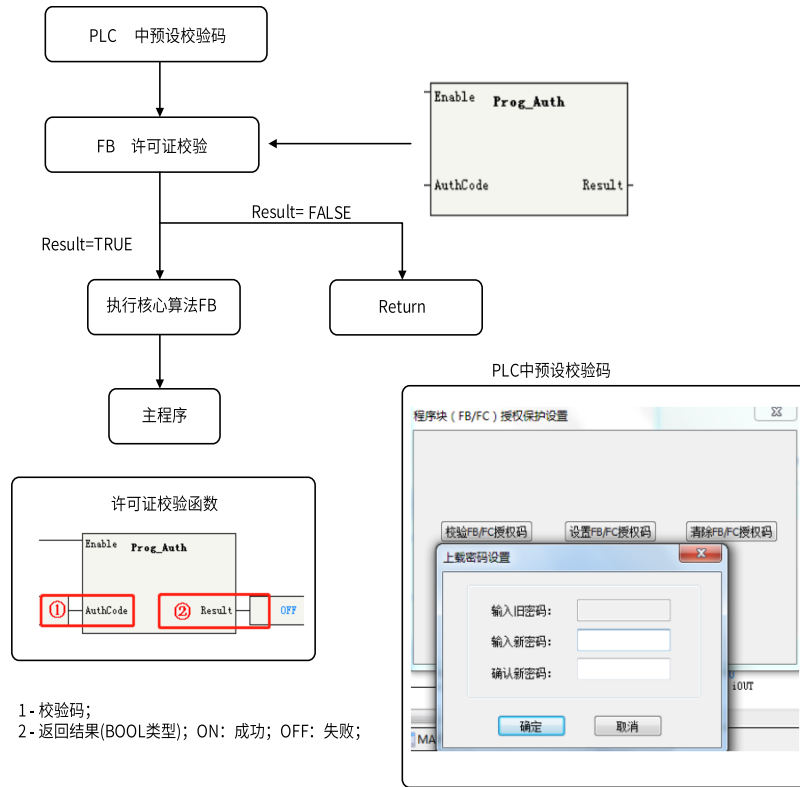 PLC 中预设校验码
FB 许可证校验
Enable Prog_Auth
AuthCode Result
Result= FALSE
Result=TRUE
执行核心算法FB
Return
主程序
PLC中预设校验码
程序块（FB/FC）授权保护设置
校验FB/FC授权码 设置FB/FC授权码 清除FB/FC授权码
上载密码设置
输入旧密码：
输入新密码：
确认新密码：
确定 取消
iOUT
MA
许可证校验函数
Enable Prog_Auth
① AuthCode ② Result OFF
1 - 校验码；
2 - 返回结果(BOOL类型)；ON：成功；OFF：失败；